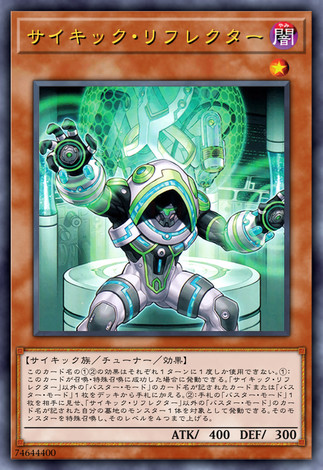 サイキック・リフレクター
やみ
闇
【サイキック族／チューナー／効果】
このカード名の①②の効果はそれぞれ１ターンに１度しか使用できない。①：
このカードが召喚・特殊召喚に成功した場合に発動できる。「サイキック・リフ
レクター」以外の「バスター・モード」のカード名が記されたカードまたは「バスタ
ー・モード」１枚をデッキから手札に加える。②：手札の「バスター・モード」１
枚を相手に見せ、「サイキック・リフレクター」以外の「バスター・モード」のカー
ド名が記された自分の墓地のモンスター１体を対象として発動できる。そのモ
ンスターを特殊召喚し、そのレベルを４つまで上げる。
ATK/ 400 DEF/ 300
74644400